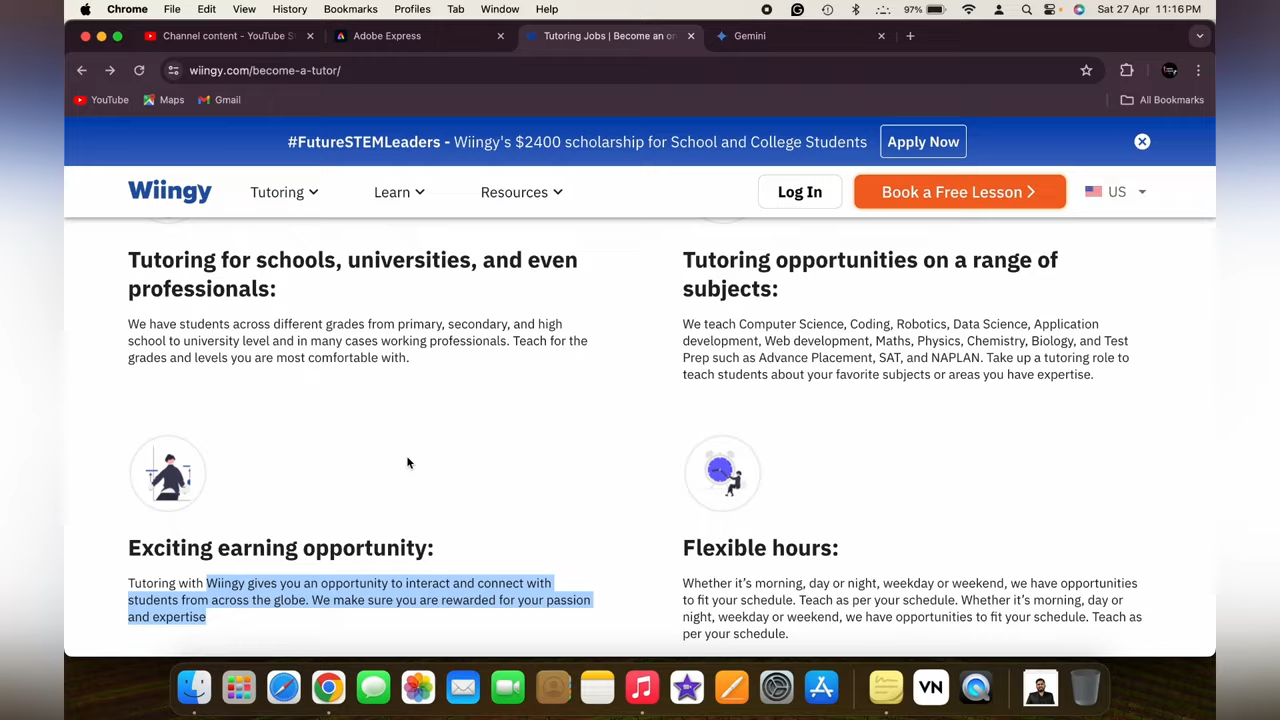 Chrome File Edit View History Bookmarks Profiles Tab Window Help 97% Sat 27 Apr 11:16 PM
Channel content - YouTube S Adobe Express Tutoring Jobs | Become an on Gemini
wiingy.com/become-a-tutor/
YouTube Maps Gmail All Bookmarks
#FutureSTEMLeaders - Wiingy's $2400 scholarship for School and College Students Apply Now
Wiingy Tutoring Learn Resources Log In Book a Free Lesson US
Tutoring for schools, universities, and even
professionals:
We have students across different grades from primary, secondary, and high
school to university level and in many cases working professionals. Teach for the
grades and levels you are most comfortable with.
Tutoring opportunities on a range of
subjects:
We teach Computer Science, Coding, Robotics, Data Science, Application
development, Web development, Maths, Physics, Chemistry, Biology, and Test
Prep such as Advance Placement, SAT, and NAPLAN. Take up a tutoring role to
teach students about your favorite subjects or areas you have expertise.
Exciting earning opportunity:
Tutoring with Wiingy gives you an opportunity to interact and connect with
students from across the globe. We make sure you are rewarded for your passion
and expertise
Flexible hours:
Whether it’s morning, day or night, weekday or weekend, we have opportunities
to fit your schedule. Teach as per your schedule. Whether it’s morning, day or
night, weekday or weekend, we have opportunities to fit your schedule. Teach as
per your schedule.
VN